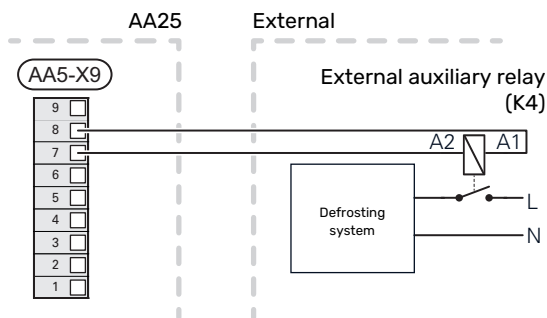 AA25
External
AA5-X9
External auxiliary relay
(K4)
9
8
7
6
5
4
3
2
1
A2
A1
Defrosting
system
L
N